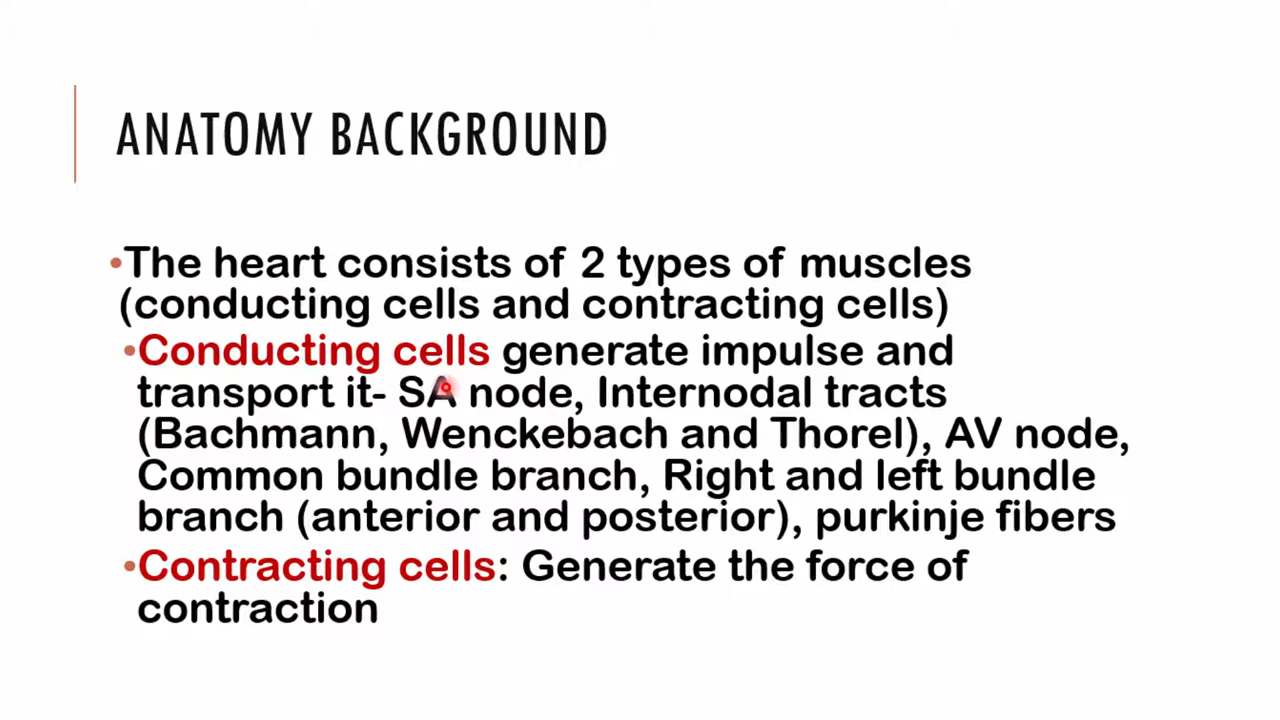 ANATOMY BACKGROUND
•The heart consists of 2 types of muscles
(conducting cells and contracting cells)
•Conducting cells generate impulse and
transport it- SA node, Internodal tracts
(Bachmann, Wenckebach and Thorel), AV node,
Common bundle branch, Right and left bundle
branch (anterior and posterior), purkinje fibers
•Contracting cells: Generate the force of
contraction